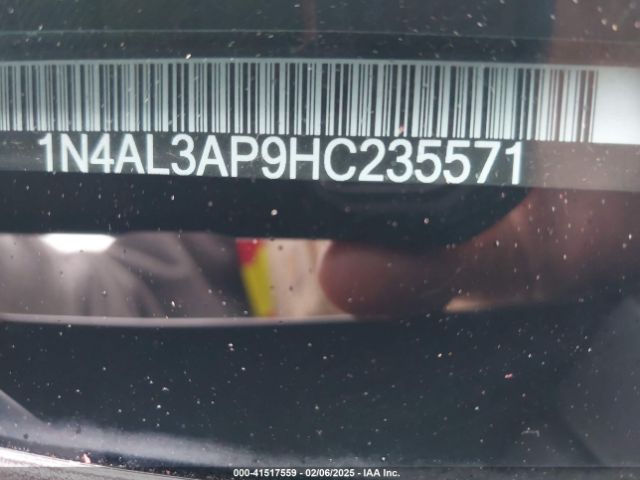 1N4AL3AP9HC235571
000-41517559 — 02/06/2025 — IAA Inc.